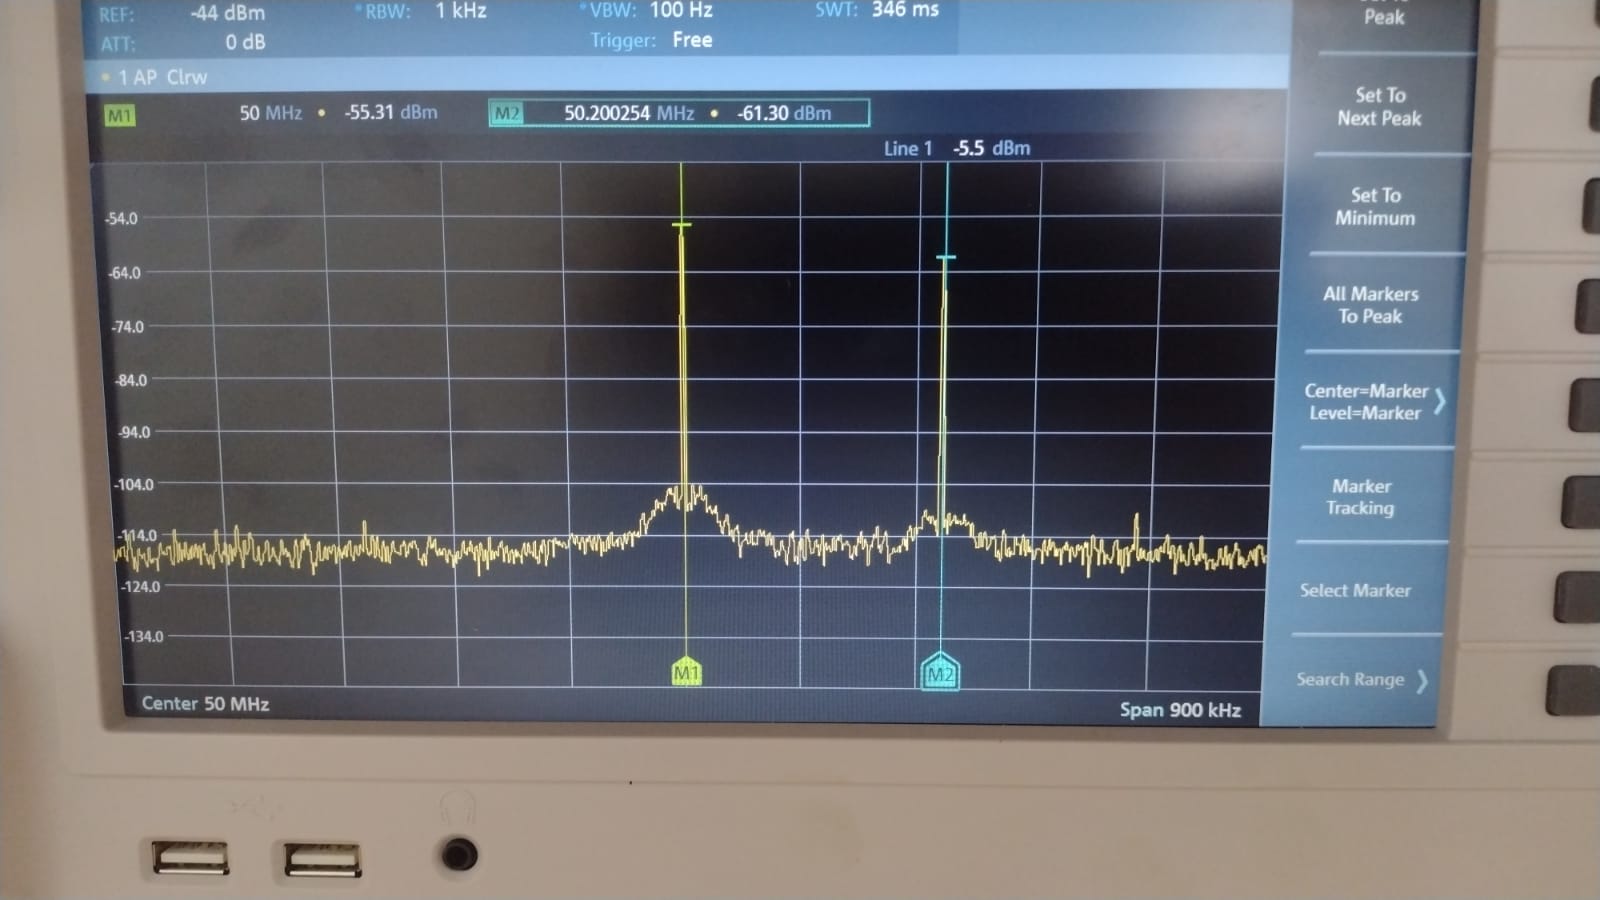 REF: -44 dBm * RBW: 1 kHz * VBW: 100 Hz SWT: 346 ms
ATT: 0 dB Trigger: Free
1 AP Clrw
M1 50 MHz • -55.31 dBm M2 50.200254 MHz • -61.30 dBm
Line 1 -5.5 dBm
-54.0
-64.0
-74.0
-84.0
-94.0
-104.0
-114.0
-124.0
-134.0
M1 M2
Center 50 MHz Span 900 kHz
Peak
Set To
Next Peak
Set To
Minimum
All Markers
To Peak
Center=Marker
Level=Marker
Marker
Tracking
Select Marker
Search Range